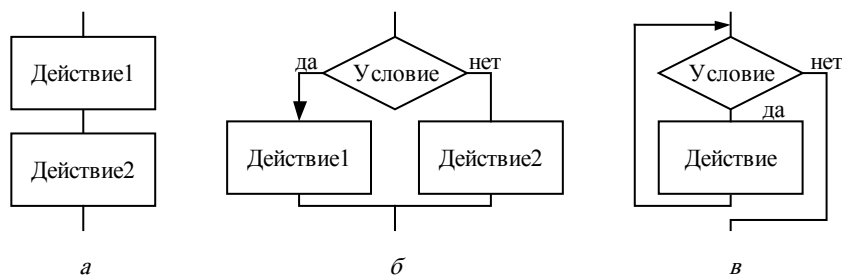 Действие1
Действие2
а
да
Условие
нет
Действие1
Действие2
б
Условие
нет
да
Действие
в